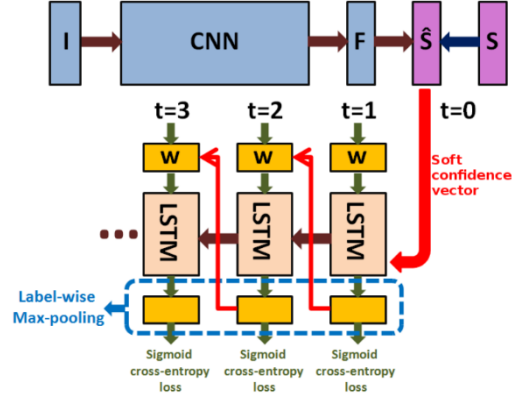 I
CNN
F
Ŝ
S
t=3
t=2
t=1
t=0
W
W
W
Soft
confidence
vector
LSTM
LSTM
LSTM
Label-wise
Max-pooling
Sigmoid
cross-entropy
loss
Sigmoid
cross-entropy
loss
Sigmoid
cross-entropy
loss